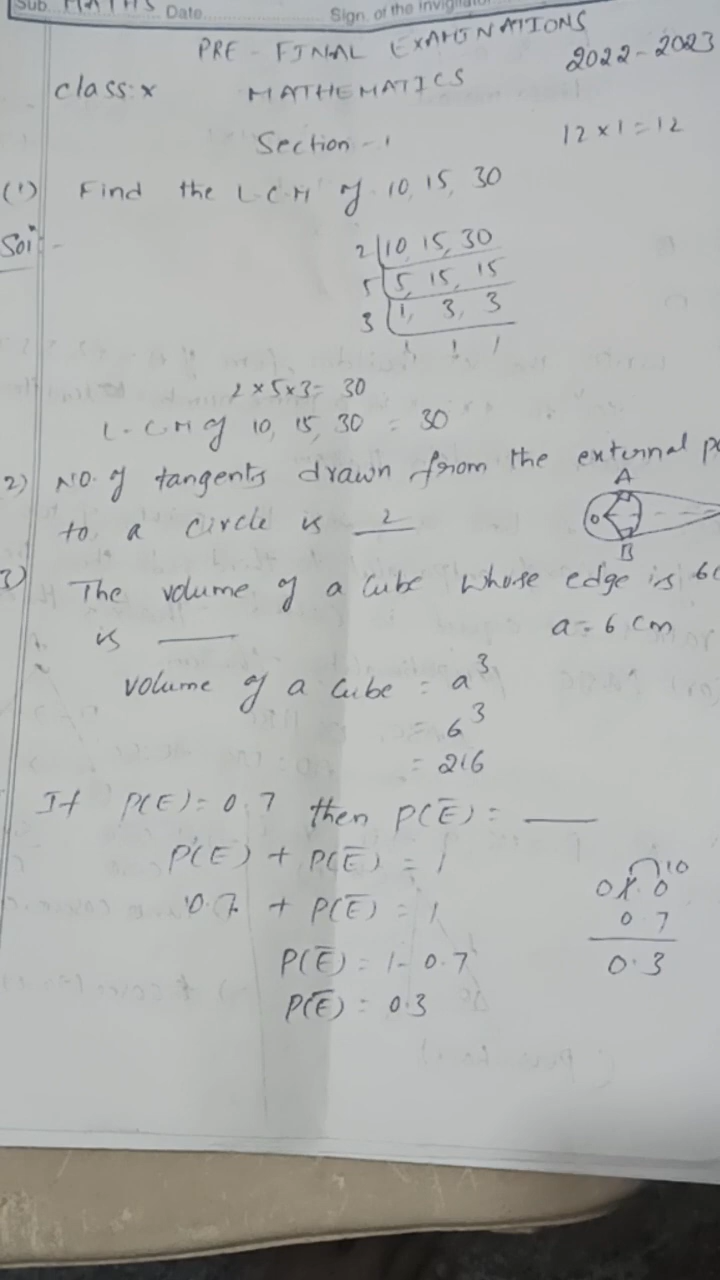 Sub MATHS Date Sign. of the Invigilator
PRE - FINAL EXAMINATIONS
2022-2023
class: x MATHEMATICS
Section - 1 12 x 1 = 12
(1) Find the L C M of 10, 15, 30
Sol: -
2 10, 15, 30
5 5, 15, 15
3 1, 3, 3
1 1 1
2 x 5 x 3 = 30
L.C.M of 10, 15, 30 = 30
2) NO. of tangents drawn from the external
to a circle is 2
A
O
B
3) The volume of a cube whose edge is 6
is ____ a = 6 cm
volume of a cube = a³
= 6³
= 216
If P(E) = 0.7 then P(Ē) = ____
P(E) + P(Ē) = 1
0.7 + P(Ē) = 1
P(Ē) = 1 - 0.7
P(Ē) = 0.3
10
0 1. 0
0 7
0.3